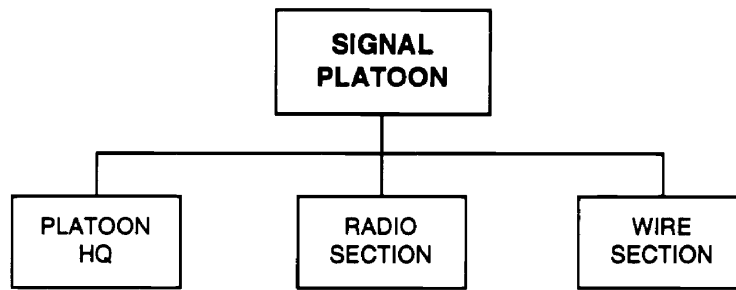 SIGNAL
PLATOON
PLATOON
HQ
RADIO
SECTION
WIRE
SECTION